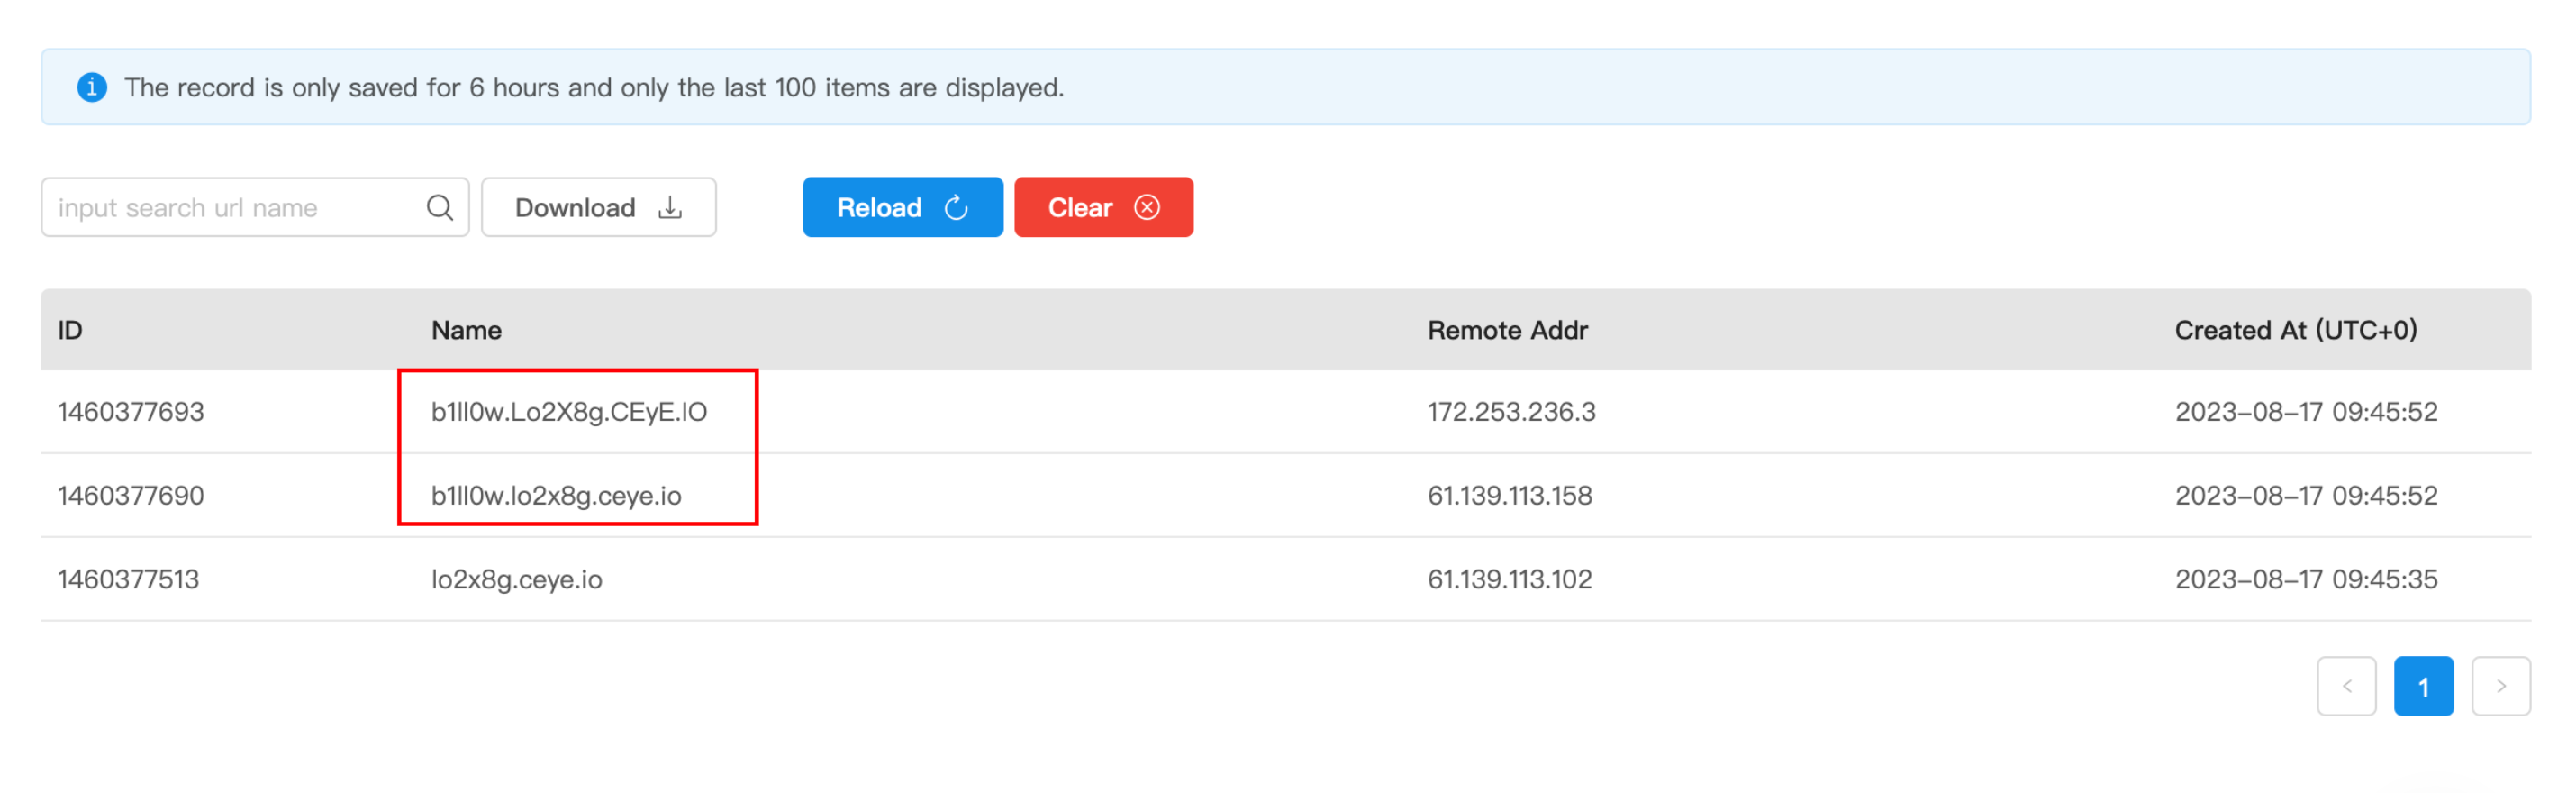 The record is only saved for 6 hours and only the last 100 items are displayed.
input search url name Download Reload Clear
ID Name Remote Addr Created At (UTC+0)
1460377693 b1ll0w.Lo2X8g.CEyE.IO 172.253.236.3 2023-08-17 09:45:52
1460377690 b1ll0w.lo2x8g.ceye.io 61.139.113.158 2023-08-17 09:45:52
1460377513 lo2x8g.ceye.io 61.139.113.102 2023-08-17 09:45:35
< 1 >